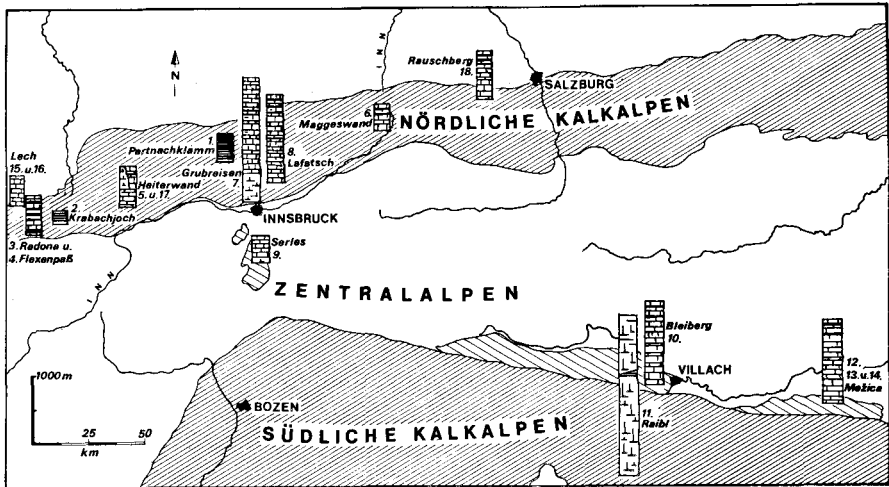 INN
Rauschberg
18.
SALZBURG
N
6.
Maggeswand
NÖRDLICHE KALKALPEN
1.
Partnachklamm
8.
Lafatsch
Lech
15.u.16.
Heiterwand
5. u.17.
Grubreisen
7.
2.
Krabachjoch
INNSBRUCK
3. Radona u.
4. Flexenpaß
Serles
9.
INN
ZENTRALALPEN
Bleiberg
10.
1000m
VILLACH
12.
13.u.14.
Mežica
BOZEN
11.
Raibl
SÜDLICHE KALKALPEN
25 50
km